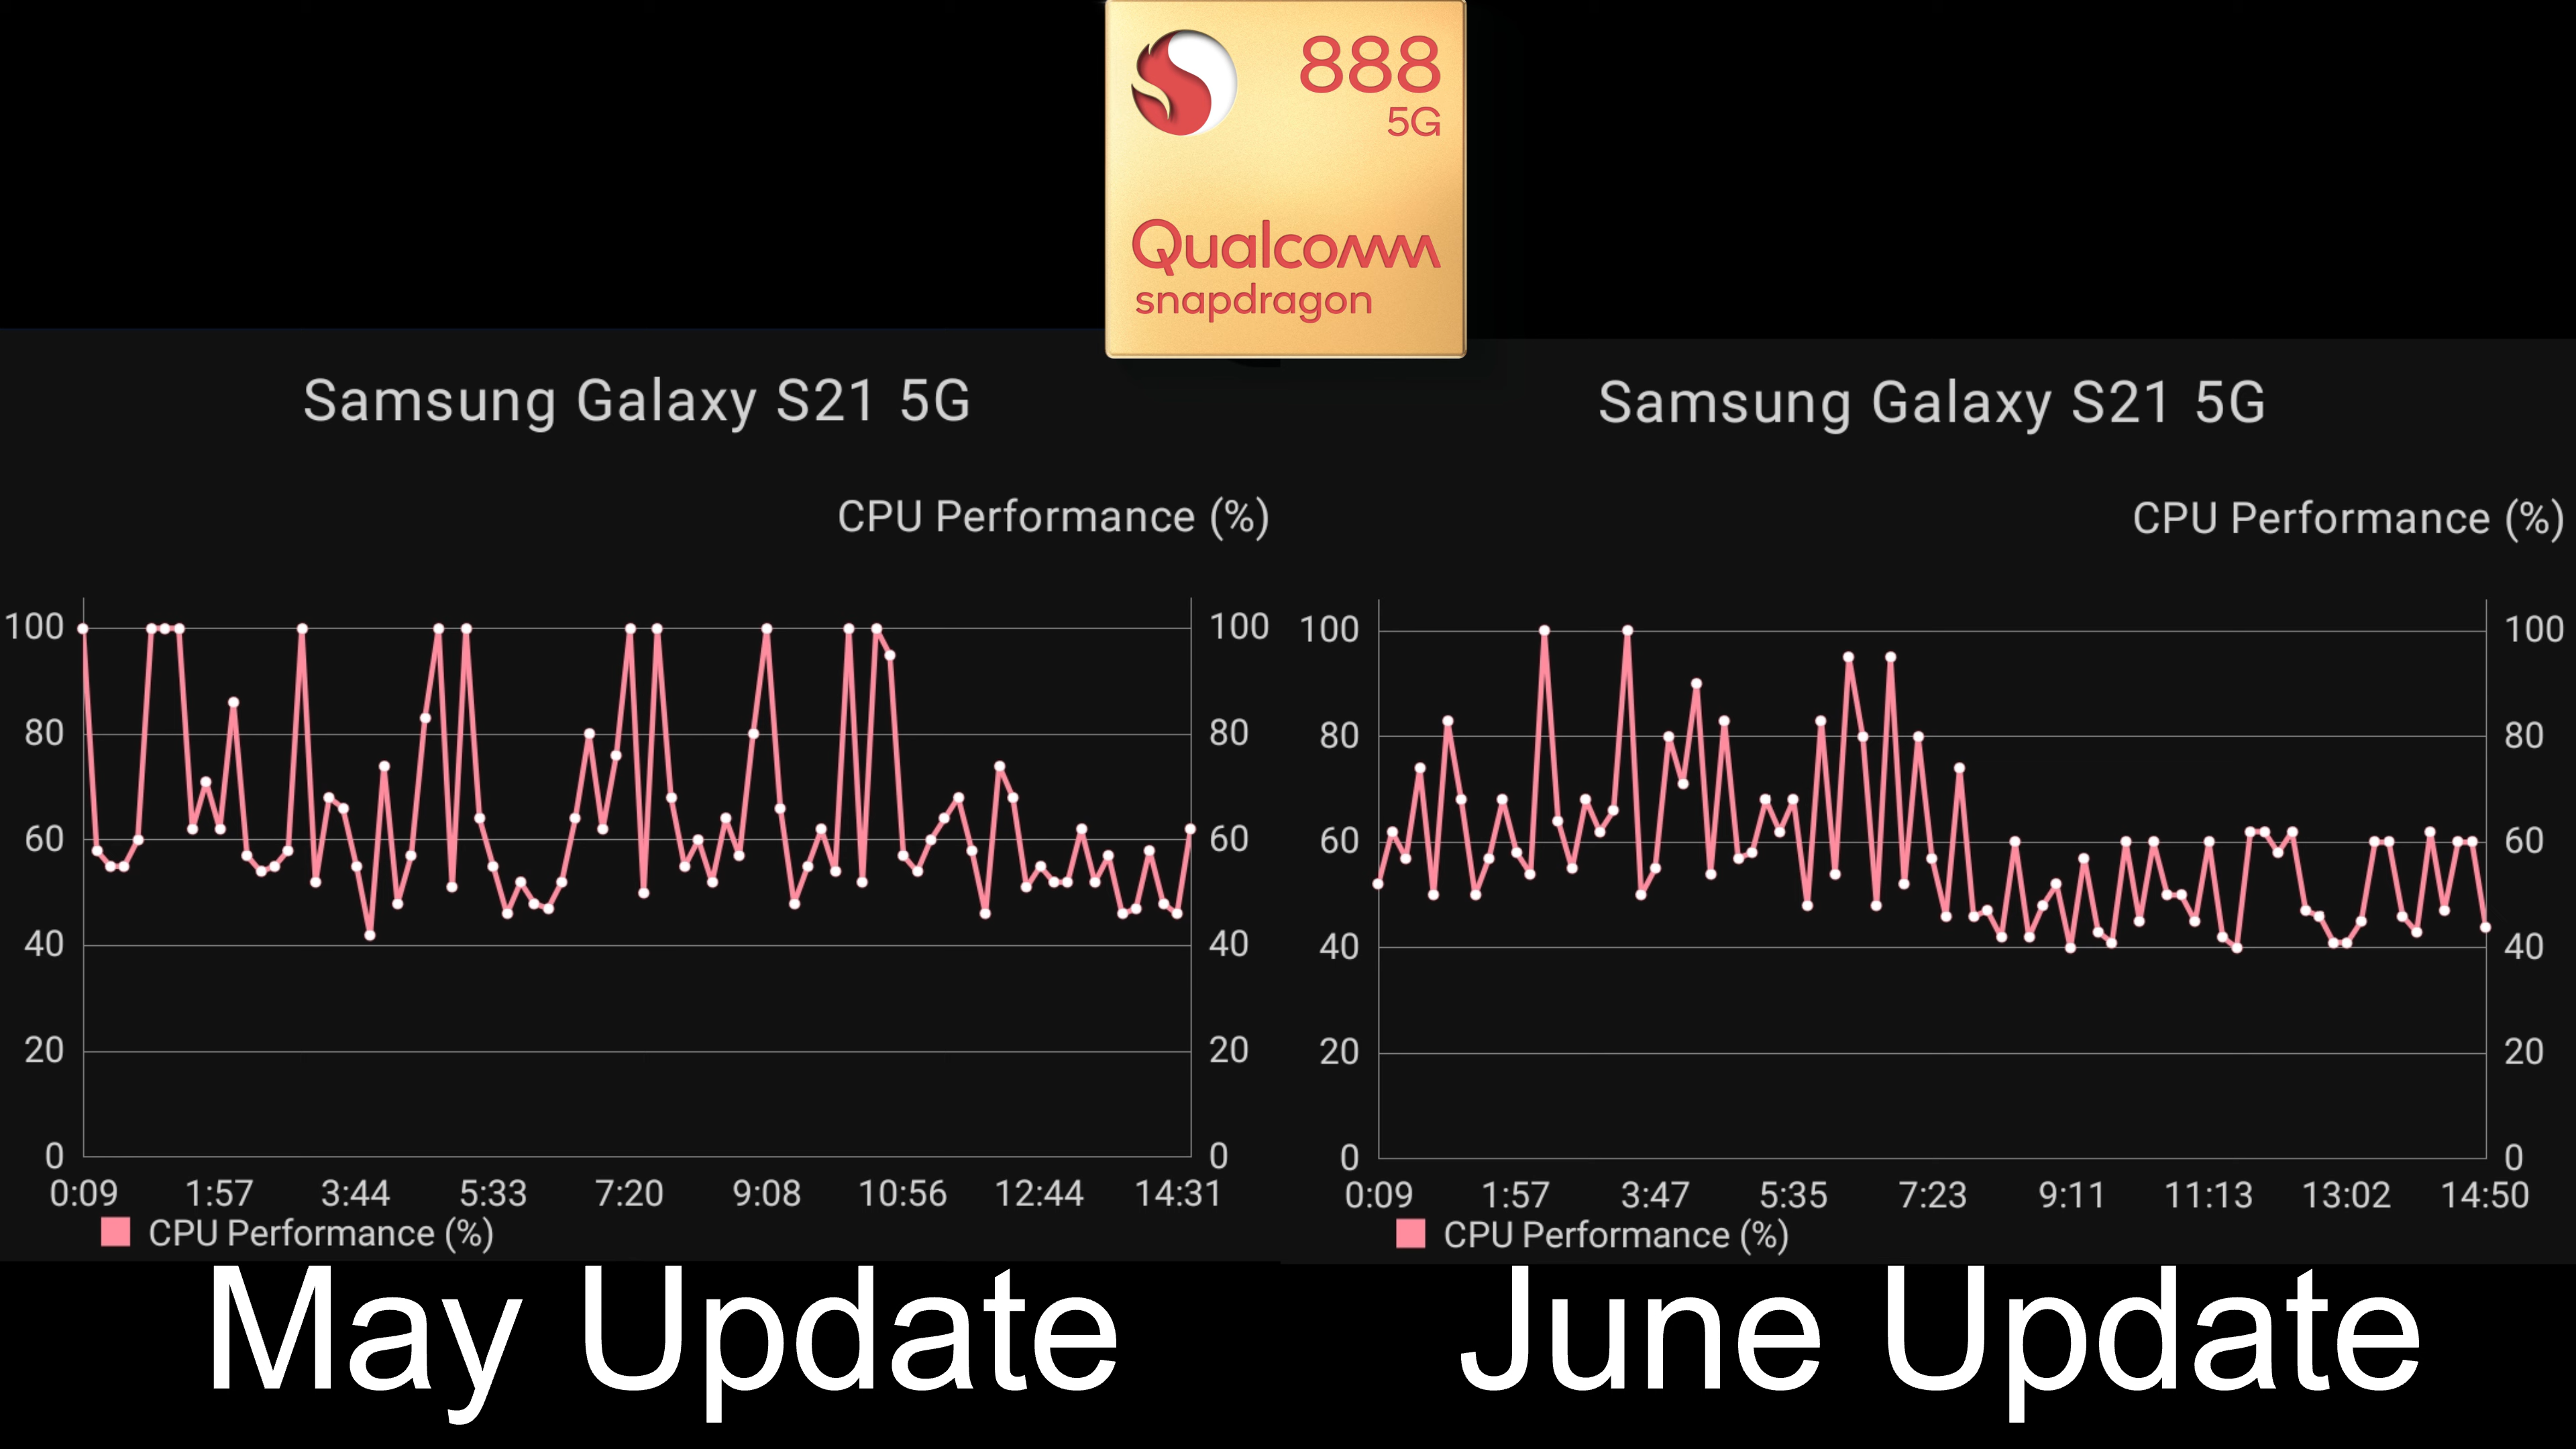 888
5G
Qualcomm
snapdragon
Samsung Galaxy S21 5G
CPU Performance (%)
100 100
80 80
60 60
40 40
20 20
0 0
0:09 1:57 3:44 5:33 7:20 9:08 10:56 12:44 14:31
CPU Performance (%)
May Update
Samsung Galaxy S21 5G
CPU Performance (%)
100 100
80 80
60 60
40 40
20 20
0 0
0:09 1:57 3:47 5:35 7:23 9:11 11:13 13:02 14:50
CPU Performance (%)
June Update